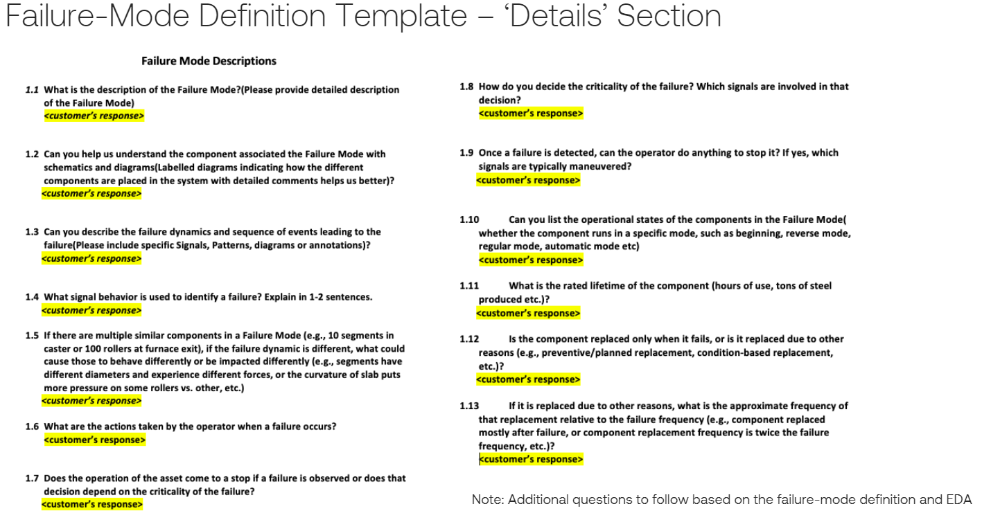 Failure-Mode Definition Template – ‘Details’ Section
Failure Mode Descriptions
1.1 What is the description of the Failure Mode?(Please provide detailed description
of the Failure Mode)
<customer’s response>
1.2 Can you help us understand the component associated the Failure Mode with
schematics and diagrams(Labelled diagrams indicating how the different
components are placed in the system with detailed comments helps us better)?
<customer’s response>
1.3 Can you describe the failure dynamics and sequence of events leading to the
failure(Please include specific Signals, Patterns, diagrams or annotations)?
<customer’s response>
1.4 What signal behavior is used to identify a failure? Explain in 1-2 sentences.
<customer’s response>
1.5 If there are multiple similar components in a Failure Mode (e.g., 10 segments in
caster or 100 rollers at furnace exit), if the failure dynamic is different, what could
cause those to behave differently or be impacted differently (e.g., segments have
different diameters and experience different forces, or the curvature of slab puts
more pressure on some rollers vs. other, etc.)
<customer’s response>
1.6 What are the actions taken by the operator when a failure occurs?
<customer’s response>
1.7 Does the operation of the asset come to a stop if a failure is observed or does that
decision depend on the criticality of the failure?
<customer’s response>
1.8 How do you decide the criticality of the failure? Which signals are involved in that
decision?
<customer’s response>
1.9 Once a failure is detected, can the operator do anything to stop it? If yes, which
signals are typically maneuvered?
<customer’s response>
1.10 Can you list the operational states of the components in the Failure Mode(
whether the component runs in a specific mode, such as beginning, reverse mode,
regular mode, automatic mode etc)
<customer’s response>
1.11 What is the rated lifetime of the component (hours of use, tons of steel
produced etc.)?
<customer’s response>
1.12 Is the component replaced only when it fails, or is it replaced due to other
reasons (e.g., preventive/planned replacement, condition-based replacement,
etc.)?
<customer’s response>
1.13 If it is replaced due to other reasons, what is the approximate frequency of
that replacement relative to the failure frequency (e.g., component replaced
mostly after failure, or component replacement frequency is twice the failure
frequency, etc.)?
<customer’s response>
Note: Additional questions to follow based on the failure-mode definition and EDA